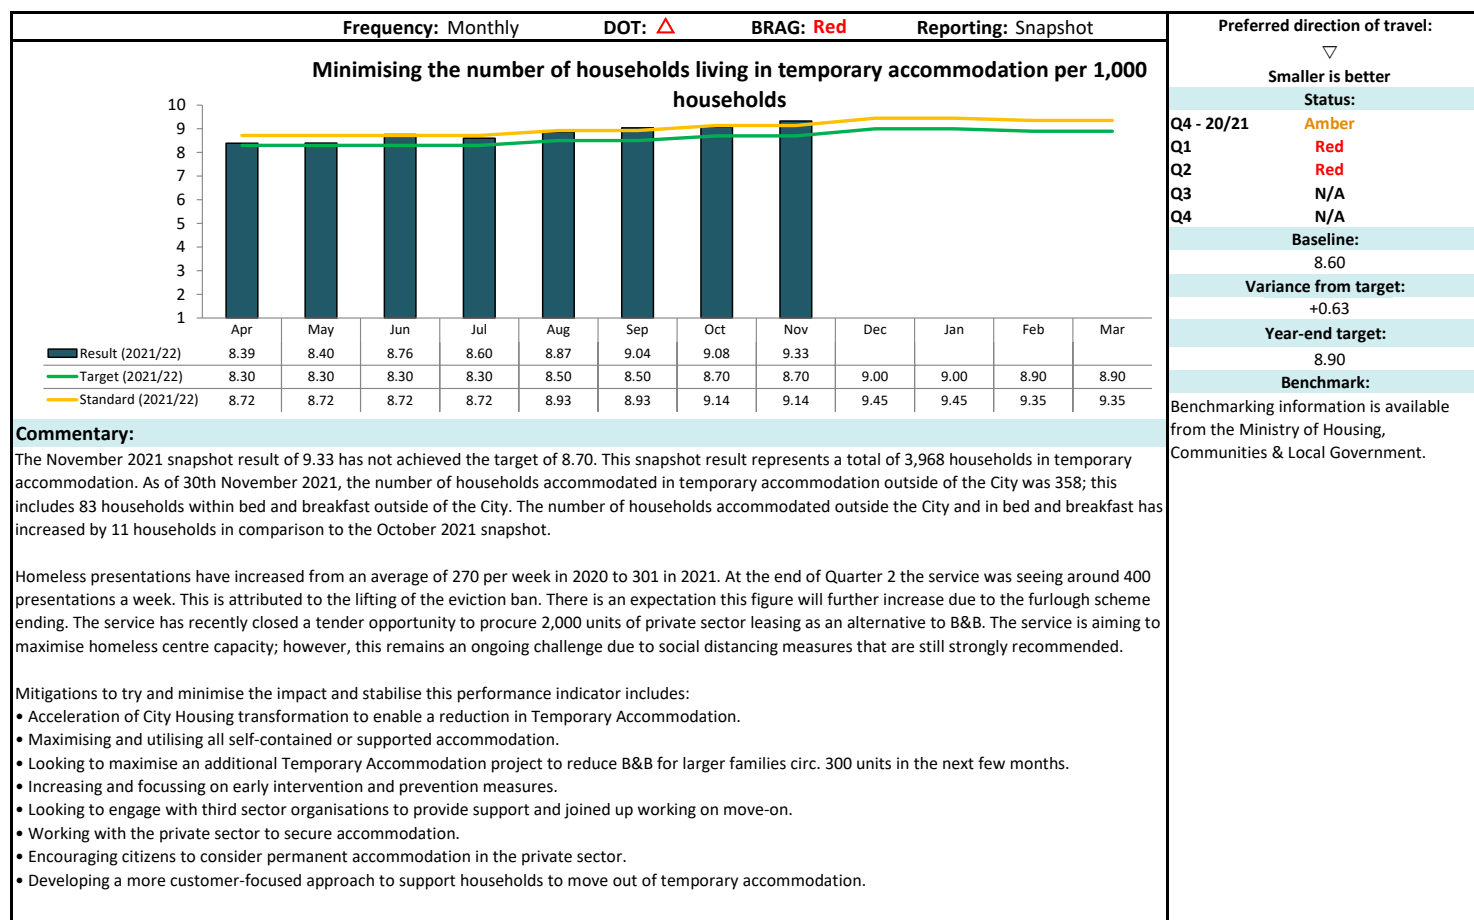 Frequency: Monthly DOT: △ BRAG: Red Reporting: Snapshot
Minimising the number of households living in temporary accommodation per 1,000
households
10
9
8
7
6
5
4
3
2
1
Apr May Jun Jul Aug Sep Oct Nov Dec Jan Feb Mar
Result (2021/22) 8.39 8.40 8.76 8.60 8.87 9.04 9.08 9.33
Target (2021/22) 8.30 8.30 8.30 8.30 8.50 8.50 8.70 8.70 9.00 9.00 8.90 8.90
Standard (2021/22) 8.72 8.72 8.72 8.72 8.93 8.93 9.14 9.14 9.45 9.45 9.35 9.35
Commentary:
The November 2021 snapshot result of 9.33 has not achieved the target of 8.70. This snapshot result represents a total of 3,968 households in temporary
accommodation. As of 30th November 2021, the number of households accommodated in temporary accommodation outside of the City was 358; this
includes 83 households within bed and breakfast outside of the City. The number of households accommodated outside the City and in bed and breakfast has
increased by 11 households in comparison to the October 2021 snapshot.
Homeless presentations have increased from an average of 270 per week in 2020 to 301 in 2021. At the end of Quarter 2 the service was seeing around 400
presentations a week. This is attributed to the lifting of the eviction ban. There is an expectation this figure will further increase due to the furlough scheme
ending. The service has recently closed a tender opportunity to procure 2,000 units of private sector leasing as an alternative to B&B. The service is aiming to
maximise homeless centre capacity; however, this remains an ongoing challenge due to social distancing measures that are still strongly recommended.
Mitigations to try and minimise the impact and stabilise this performance indicator includes:
• Acceleration of City Housing transformation to enable a reduction in Temporary Accommodation.
• Maximising and utilising all self-contained or supported accommodation.
• Looking to maximise an additional Temporary Accommodation project to reduce B&B for larger families circ. 300 units in the next few months.
• Increasing and focussing on early intervention and prevention measures.
• Looking to engage with third sector organisations to provide support and joined up working on move-on.
• Working with the private sector to secure accommodation.
• Encouraging citizens to consider permanent accommodation in the private sector.
• Developing a more customer-focused approach to support households to move out of temporary accommodation.
Preferred direction of travel:
▽
Smaller is better
Status:
Q4 - 20/21 Amber
Q1 Red
Q2 Red
Q3 N/A
Q4 N/A
Baseline:
8.60
Variance from target:
+0.63
Year-end target:
8.90
Benchmark:
Benchmarking information is available
from the Ministry of Housing,
Communities & Local Government.